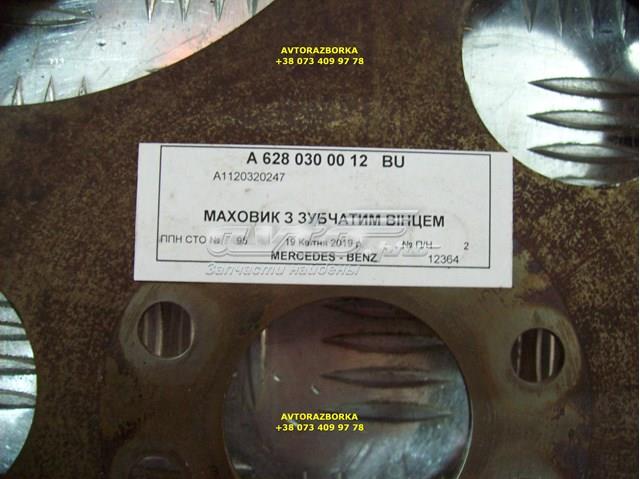 AVTORAZBORKA
+38 073 409 97 78
A 628 030 00 12 BU
A1120320247
МАХОВИК З ЗУБЧАТИМ ВІНЦЕМ
ППН СТО № 95 19 Квітня 2019 р. № П/Н 2
MERCEDES - BENZ 12364
Запчасти найдены
AVTORAZBORKA
+38 073 409 97 78